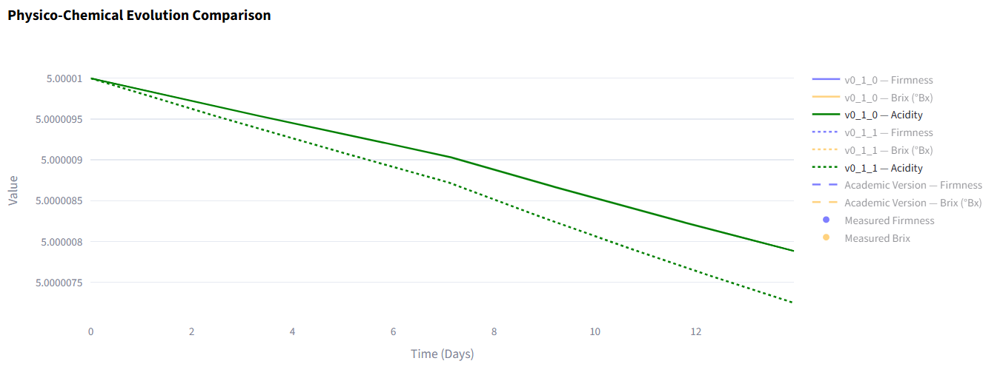 Physico-Chemical Evolution Comparison
5.00001
5.0000095
5.000009
5.0000085
5.000008
5.0000075
Value
0 2 4 6 8 10 12
Time (Days)
v0_1_0 — Firmness
v0_1_0 — Brix (°Bx)
v0_1_0 — Acidity
v0_1_1 — Firmness
v0_1_1 — Brix (°Bx)
v0_1_1 — Acidity
Academic Version — Firmness
Academic Version — Brix (°Bx)
Measured Firmness
Measured Brix